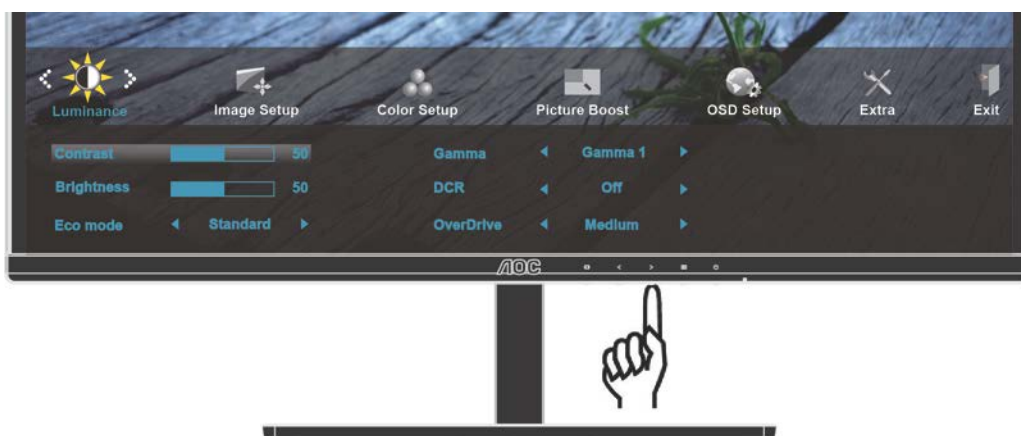 Luminance Image Setup Color Setup Picture Boost OSD Setup Extra Exit
Contrast 50 Gamma Gamma 1
Brightness 50 DCR Off
Eco mode Standard OverDrive Medium
AOC